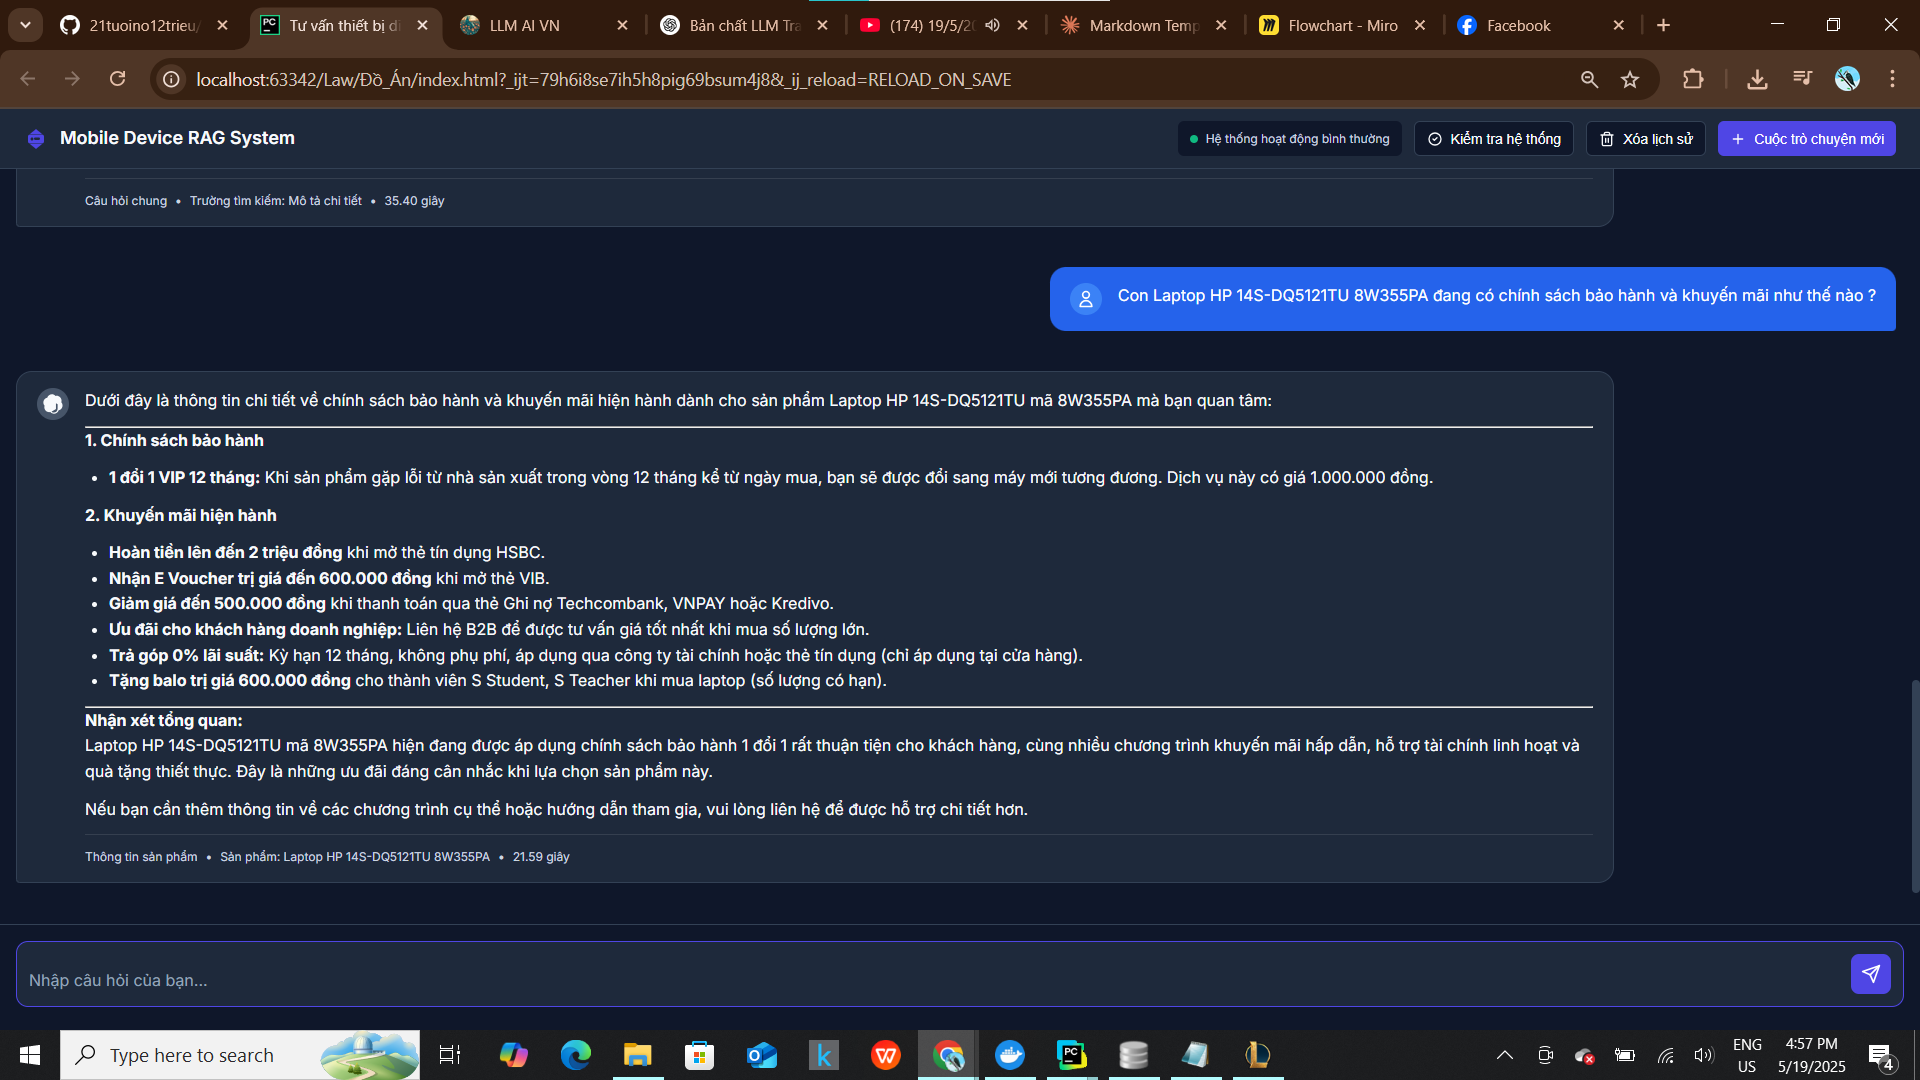 21tuoino12trieu/
Tư vấn thiết bị di
LLM AI VN
Bản chất LLM Tra
(174) 19/5/20
Markdown Temp
Flowchart - Miro
Facebook
localhost:63342/Law/Đồ_Án/index.html?_ijt=79h6i8se7ih5h8pig69bsum4j8&_ij_reload=RELOAD_ON_SAVE
Mobile Device RAG System
Hệ thống hoạt động bình thường
Kiểm tra hệ thống
Xóa lịch sử
Cuộc trò chuyện mới
Câu hỏi chung • Trường tìm kiếm: Mô tả chi tiết • 35.40 giây
Con Laptop HP 14S-DQ5121TU 8W355PA đang có chính sách bảo hành và khuyến mãi như thế nào ?
Dưới đây là thông tin chi tiết về chính sách bảo hành và khuyến mãi hiện hành dành cho sản phẩm Laptop HP 14S-DQ5121TU mã 8W355PA mà bạn quan tâm:
1. Chính sách bảo hành
• 1 đổi 1 VIP 12 tháng: Khi sản phẩm gặp lỗi từ nhà sản xuất trong vòng 12 tháng kể từ ngày mua, bạn sẽ được đổi sang máy mới tương đương. Dịch vụ này có giá 1.000.000 đồng.
2. Khuyến mãi hiện hành
• Hoàn tiền lên đến 2 triệu đồng khi mở thẻ tín dụng HSBC.
• Nhận E Voucher trị giá đến 600.000 đồng khi mở thẻ VIB.
• Giảm giá đến 500.000 đồng khi thanh toán qua thẻ Ghi nợ Techcombank, VNPAY hoặc Kredivo.
• Ưu đãi cho khách hàng doanh nghiệp: Liên hệ B2B để được tư vấn giá tốt nhất khi mua số lượng lớn.
• Trả góp 0% lãi suất: Kỳ hạn 12 tháng, không phụ phí, áp dụng qua công ty tài chính hoặc thẻ tín dụng (chỉ áp dụng tại cửa hàng).
• Tặng balo trị giá 600.000 đồng cho thành viên S Student, S Teacher khi mua laptop (số lượng có hạn).
Nhận xét tổng quan:
Laptop HP 14S-DQ5121TU mã 8W355PA hiện đang được áp dụng chính sách bảo hành 1 đổi 1 rất thuận tiện cho khách hàng, cùng nhiều chương trình khuyến mãi hấp dẫn, hỗ trợ tài chính linh hoạt và
quà tặng thiết thực. Đây là những ưu đãi đáng cân nhắc khi lựa chọn sản phẩm này.
Nếu bạn cần thêm thông tin về các chương trình cụ thể hoặc hướng dẫn tham gia, vui lòng liên hệ để được hỗ trợ chi tiết hơn.
Thông tin sản phẩm • Sản phẩm: Laptop HP 14S-DQ5121TU 8W355PA • 21.59 giây
Nhập câu hỏi của bạn...
Type here to search
ENG
US
4:57 PM
5/19/2025
4